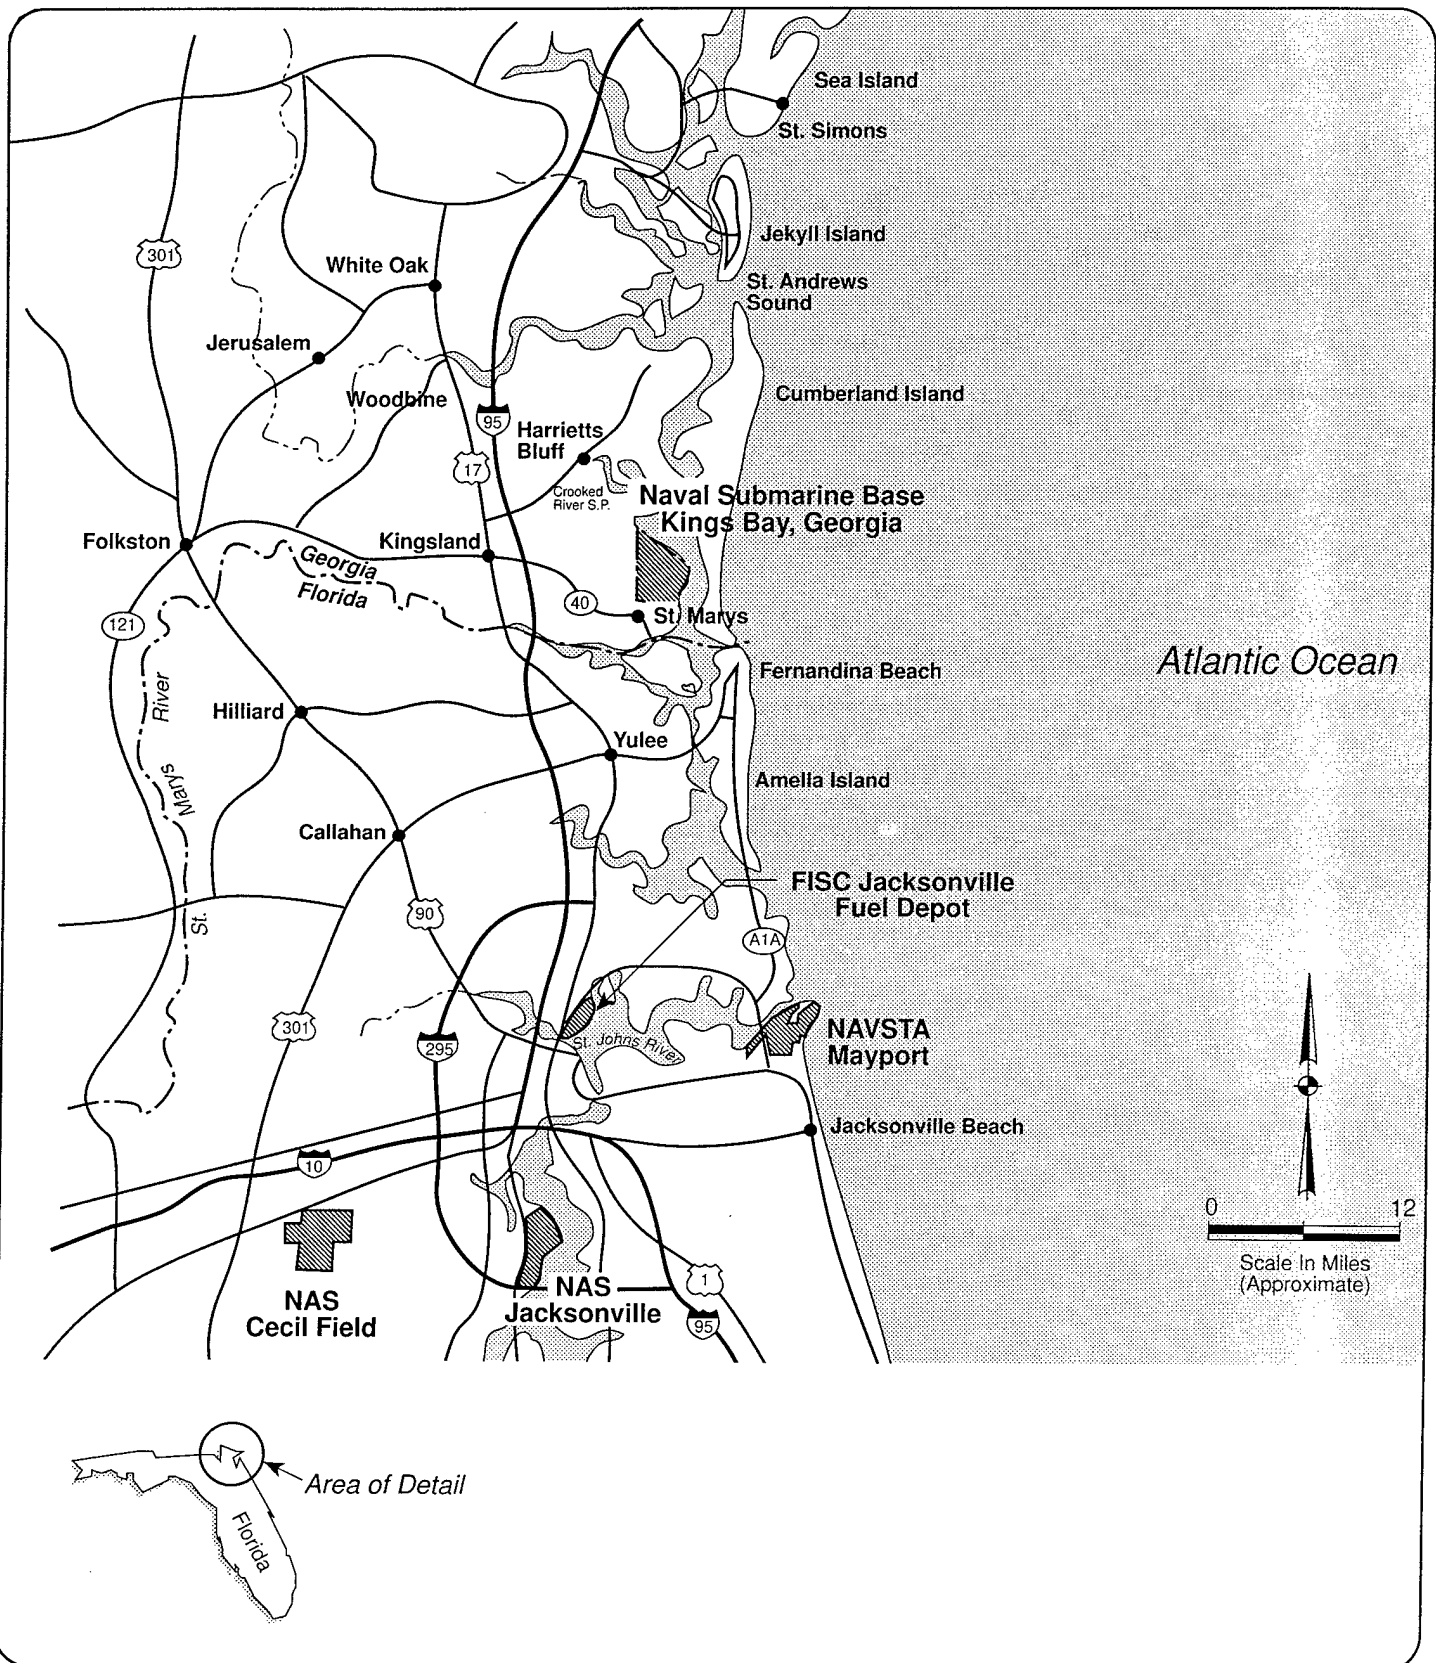 Sea Island
St. Simons
Jekyll Island
301
White Oak
St. Andrews
Sound
Jerusalem
Cumberland Island
Woodbine
95
Harrietts
Bluff
17
Crooked
River S.P.
Naval Submarine Base
Kings Bay, Georgia
Folkston
Kingsland
Georgia
Florida
40
St. Marys
121
Atlantic Ocean
Fernandina Beach
River
Hilliard
Yulee
Marys
Amella Island
Callahan
FISC Jacksonville
Fuel Depot
90
St.
A1A
301
295
St. Johns River
NAVSTA
Mayport
Jacksonville Beach
10
0 12
Scale In Miles
(Approximate)
1
NAS
Jacksonville
NAS
Cecil Field
95
Area of Detail
Florida